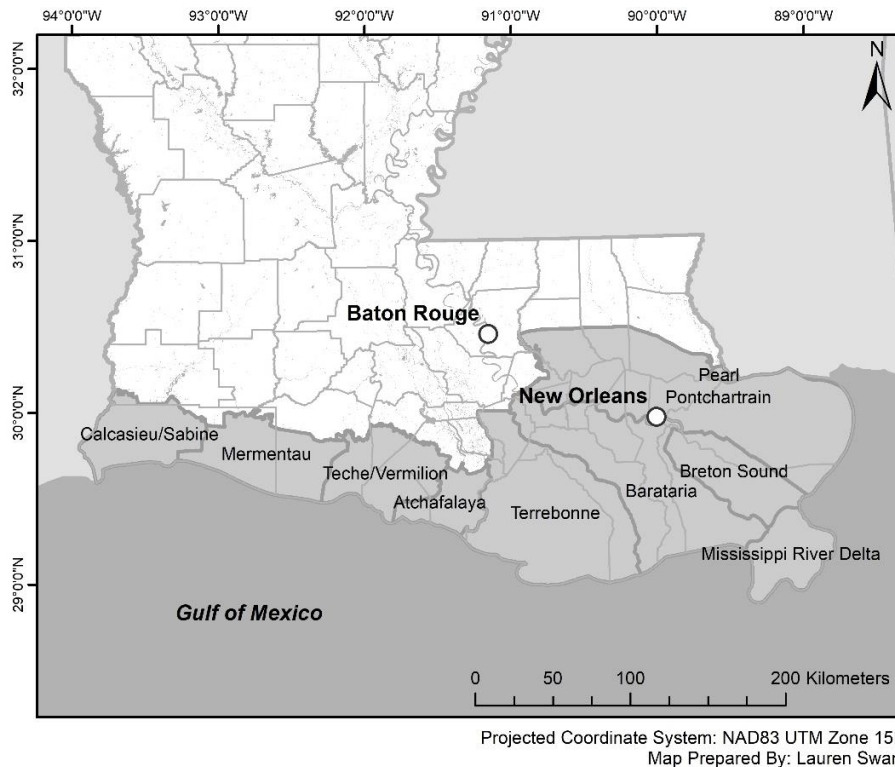 94°0'0"W 93°0'0"W 92°0'0"W 91°0'0"W 90°0'0"W 89°0'0"W
N
32°0'0"N
31°0'0"N
Baton Rouge
Pearl
New Orleans
Pontchartrain
30°0'0"N
Calcasieu/Sabine
Mermentau
Teche/Vermilion
Breton Sound
Atchafalaya
Barataria
Terrebonne
Mississippi River Delta
29°0'0"N
Gulf of Mexico
0 50 100 200 Kilometers
Projected Coordinate System: NAD83 UTM Zone 15
Map Prepared By: Lauren Swar